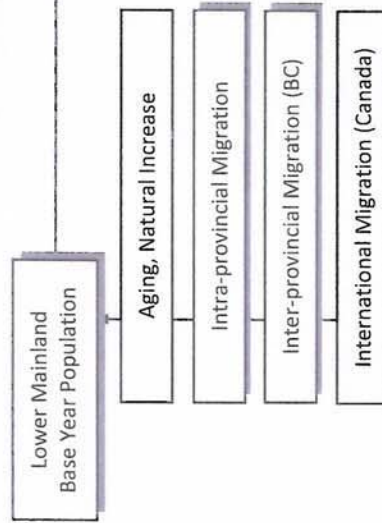 Lower Mainland
Base Year Population
Aging, Natural Increase
Intra-provincial Migration
Inter-provincial Migration (BC)
International Migration (Canada)